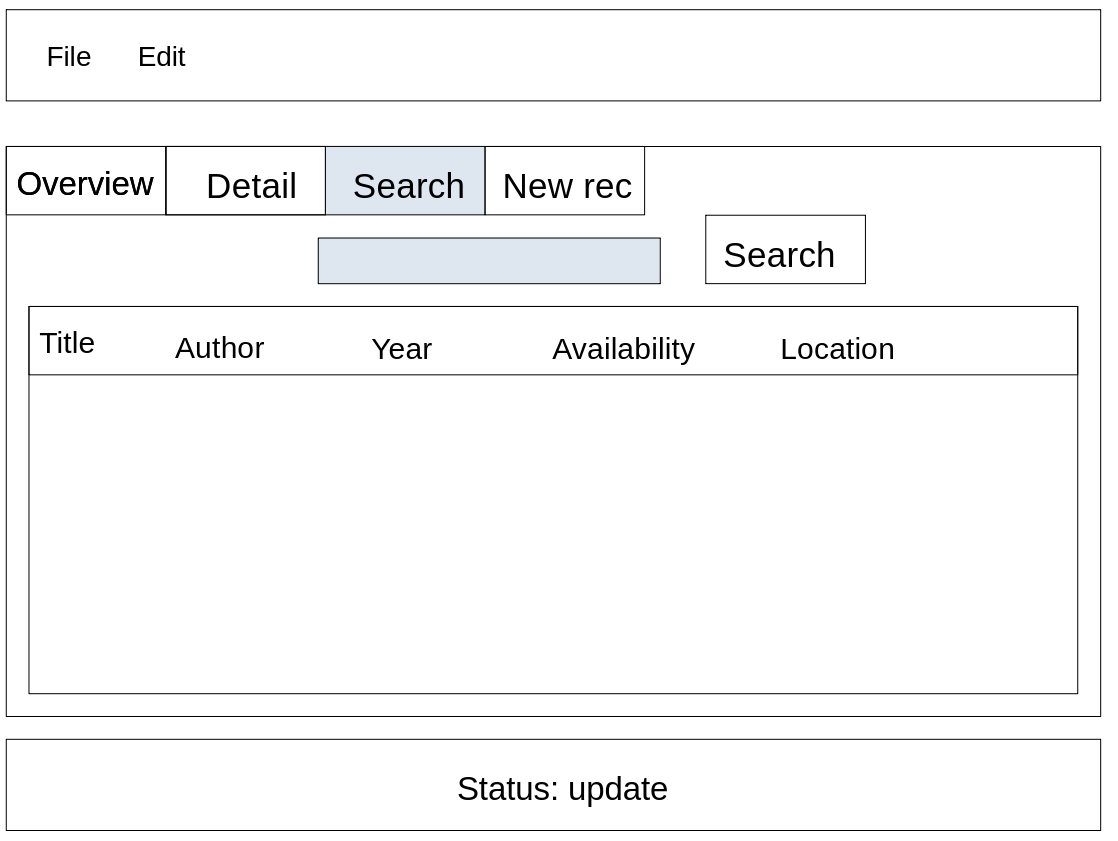 File Edit
Overview Detail Search New rec
Search
Title Author Year Availability Location
Status: update